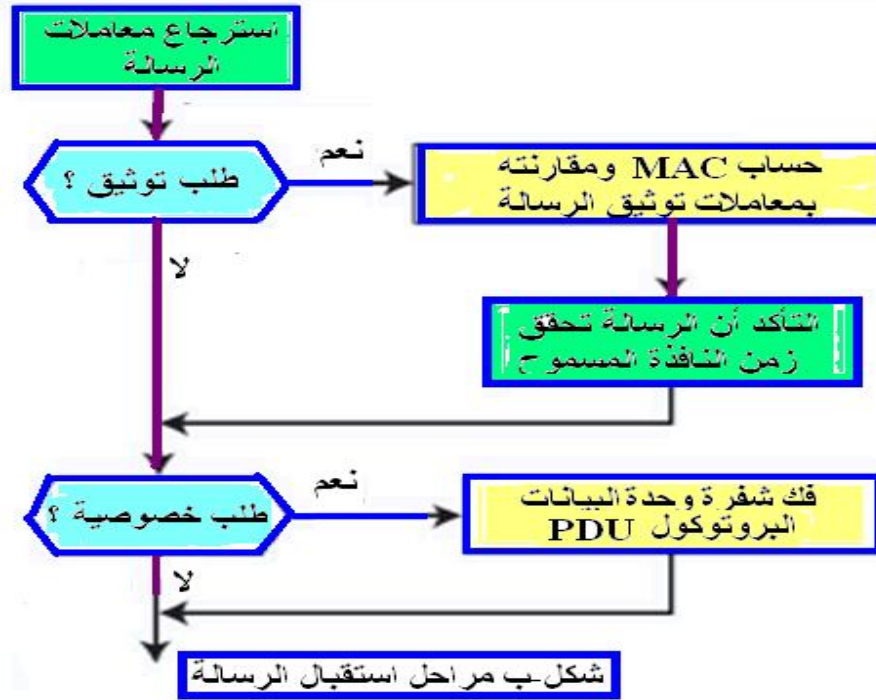 استرجاع معاملات
الرسالة
طلب توثيق ؟
نعم
حساب MAC ومقارنته
بمعاملات توثيق الرسالة
لا
التأكد أن الرسالة تحقق
زمن النافذة المسموح
طلب خصوصية ؟
نعم
فك شفرة وحدة البيانات
البروتوكول PDU
لا
شكل-ب مراحل استقبال الرسالة